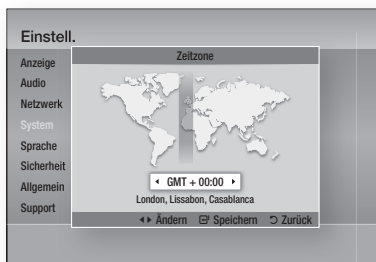 Einstell.
Anzeige
Audio
Netzwerk
System
Sprache
Sicherheit
Allgemein
Support
Zeitzone
GMT + 00:00
London, Lissabon, Casablanca
Ändern Speichern Zurück